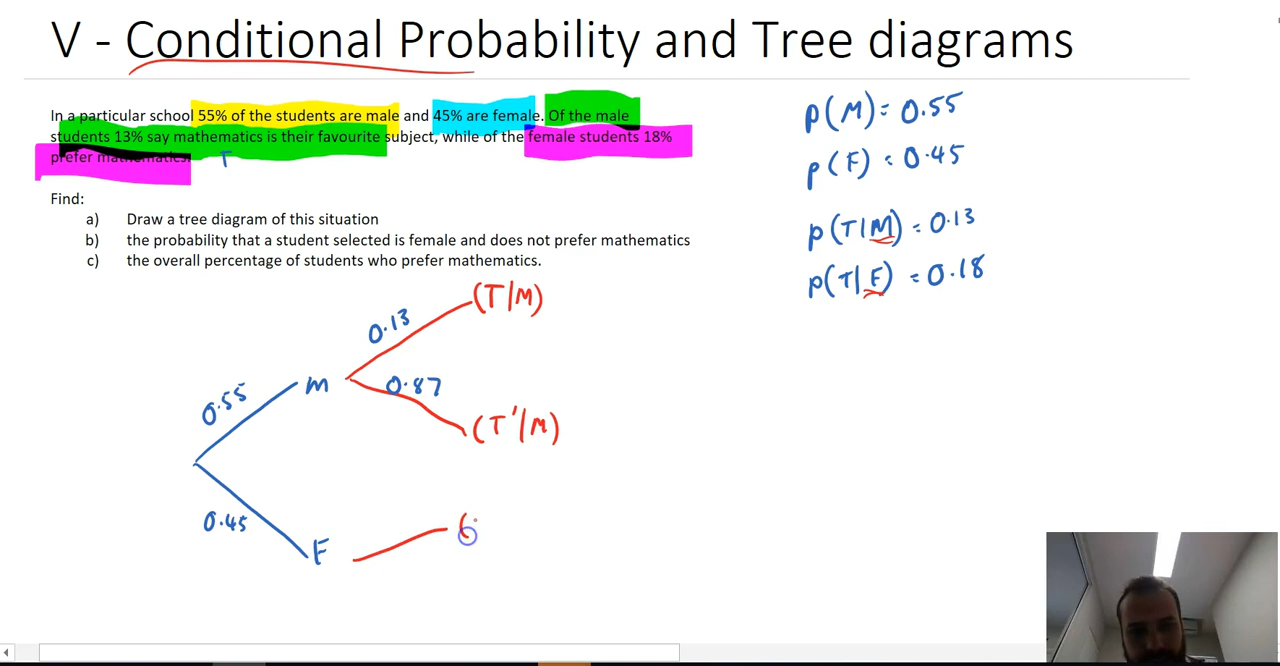 V - Conditional Probability and Tree diagrams
In a particular school 55% of the students are male and 45% are female. Of the male
students 13% say mathematics is their favourite subject, while of the female students 18%
prefer mathematics.
T
Find:
a) Draw a tree diagram of this situation
b) the probability that a student selected is female and does not prefer mathematics
c) the overall percentage of students who prefer mathematics.
P(M) = 0.55
P(F) = 0.45
P(T|M) = 0.13
P(T|F) = 0.18
0.55
M
0.13
(T/M)
0.87
(T'/M)
0.45
F
(